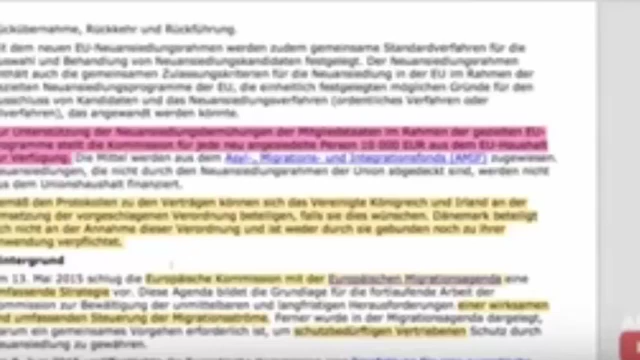 ückübernahme, Rückkehr und Rückführung.
it dem neuen EU-Neuansiedlungsrahmen werden zudem gemeinsame Standardverfahren für die
uswahl und Behandlung von Neuansiedlungskandidaten festgelegt. Der Neuansiedlungsrahmen
nthält auch die gemeinsamen Zulassungskriterien für die Neuansiedlung in der EU im Rahmen der
ezielten Neuansiedlungsprogramme der EU, die einheitlich festgelegten möglichen Gründe für den
usschluss von Kandidaten und das Neuansiedlungsverfahren (ordentliches Verfahren oder
lverfahren), das angewandt werden könnte.
ur Unterstützung der Neuansiedlungsbemühungen der Mitgliedstaaten im Rahmen der gezielten EU-
rogramme stellt die Kommission für jede neu angesiedelte Person 10 000 EUR aus dem EU-Haushalt
ur Verfügung. Die Mittel werden aus dem Asyl-, Migrations- und Integrationsfonds (AMIF) zugewiesen.
euansiedlungen, die nicht durch den Neuansiedlungsrahmen der Union abgedeckt sind, werden nicht
us dem Unionshaushalt finanziert.
emäß den Protokollen zu den Verträgen können sich das Vereinigte Königreich und Irland an der
msetzung der vorgeschlagenen Verordnung beteiligen, falls sie dies wünschen. Dänemark beteiligt
ich nicht an der Annahme dieser Verordnung und ist weder durch sie gebunden noch zu ihrer
nwendung verpflichtet.
intergrund
m 13. Mai 2015 schlug die Europäische Kommission mit der Europäischen Migrationsagenda eine
mfassende Strategie vor. Diese Agenda bildet die Grundlage für die fortlaufende Arbeit der
ommission zur Bewältigung der unmittelbaren und langfristigen Herausforderungen einer wirksamen
nd umfassenden Steuerung der Migrationsströme. Ferner wurde in der Migrationsagenda dargelegt,
arum ein gemeinsames Vorgehen erforderlich ist, um schutzbedürftigen Vertriebenen Schutz durch
euansiedlung zu gewähren.